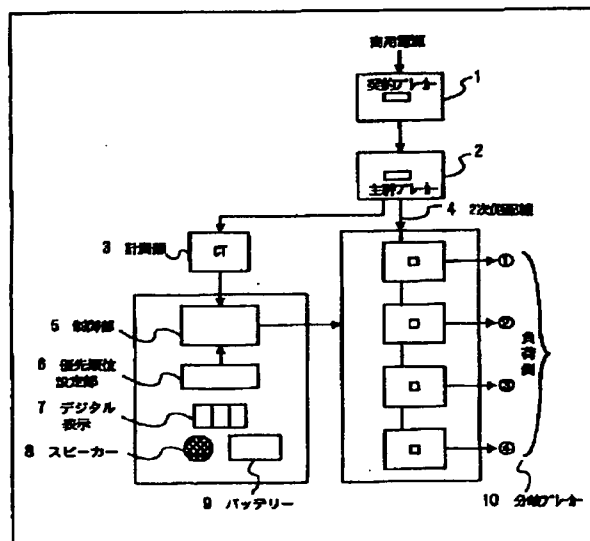 商用電源
契約ブレーカー
1
主幹ブレーカー
2
4 2次側配線
3 計測部
CT
5 制御部
6 優先順位
設定部
7 デジタル
表示
8 スピーカー
9 バッテリー
①
②
③
④
負荷側
10 分岐ブレーカー